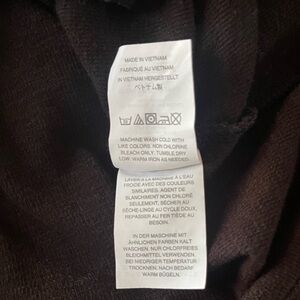 MADE IN VIETNAM
FABRIQUE AU VIETNAM
IN VIETNAM HERGESTELLT
ベトナム製
MACHINE WASH COLD WITH
LIKE COLORS. NON CHLORINE
BLEACH ONLY. TUMBLE DRY
LOW. WARM IRON AS NEEDED.
LAVER À LA MACHINE À L'EAU
FROIDE AVEC DES COULEURS
SIMILAIRES. AGENT DE
BLANCHIMENT NON CHLORÉ
SEULEMENT. SÉCHER AU
SÈCHE-LINGE AU CYCLE DOUX.
REPASSER AU FER TIÈDE AU
BESOIN.
IN DER MASCHINE MIT
ÄHNLICHEN FARBEN KALT
WASCHEN. NUR CHLORFREIES
BLEICHMITTEL VERWENDEN.
BEI NIEDRIGER TEMPERATUR
TROCKNEN. NACH BEDARF
WARM BÜGELN.